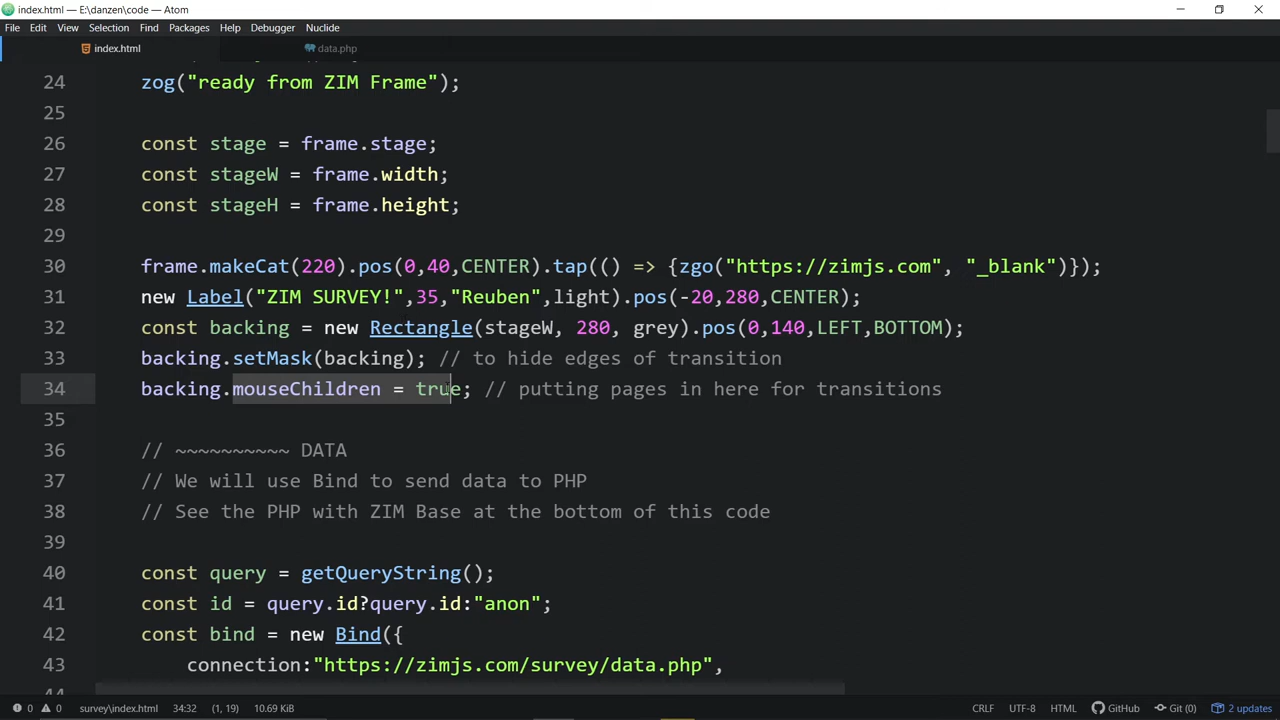 index.html — E:\danzen\code — Atom
File Edit View Selection Find Packages Help Debugger Nuclide
index.html data.php
24 zog("ready from ZIM Frame");
25
26 const stage = frame.stage;
27 const stageW = frame.width;
28 const stageH = frame.height;
29
30 frame.makeCat(220).pos(0,40,CENTER).tap(() => {zgo("https://zimjs.com", "_blank")});
31 new Label("ZIM SURVEY!",35,"Reuben",light).pos(-20,280,CENTER);
32 const backing = new Rectangle(stageW, 280, grey).pos(0,140,LEFT,BOTTOM);
33 backing.setMask(backing); // to hide edges of transition
34 backing.mouseChildren = true; // putting pages in here for transitions
35
36 // ~~~~~~~~~~ DATA
37 // We will use Bind to send data to PHP
38 // See the PHP with ZIM Base at the bottom of this code
39
40 const query = getQueryString();
41 const id = query.id?query.id:"anon";
42 const bind = new Bind({
43 connection:"https://zimjs.com/survey/data.php",
44
0 0 survey\index.html 34:32 (1, 19) 10.69 KiB CRLF UTF-8 HTML GitHub Git (0) 2 updates